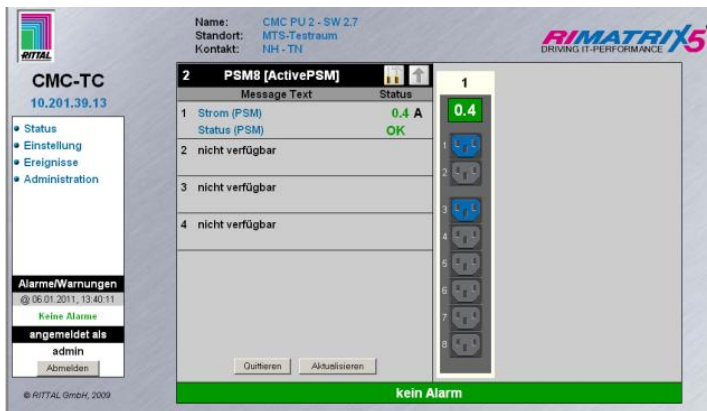 RITTAL
Name: CMC PU 2 - SW 2.7
Standort: MTS-Testraum
Kontakt: NH - TN
RIMATRIX5
DRIVING IT-PERFORMANCE
CMC-TC
10.201.39.13
Status
Einstellung
Ereignisse
Administration
Alarme/Warnungen
@ 06.01.2011, 13:40:11
Keine Alarme
angemeldet als
admin
Abmelden
© RITTAL GmbH, 2009
2 PSM8 [ActivePSM]
Message Text Status
1 Strom (PSM) 0.4 A
Status (PSM) OK
2 nicht verfügbar
3 nicht verfügbar
4 nicht verfügbar
Quittieren Aktualisieren
1
0.4
1
2
3
4
5
6
7
8
kein Alarm